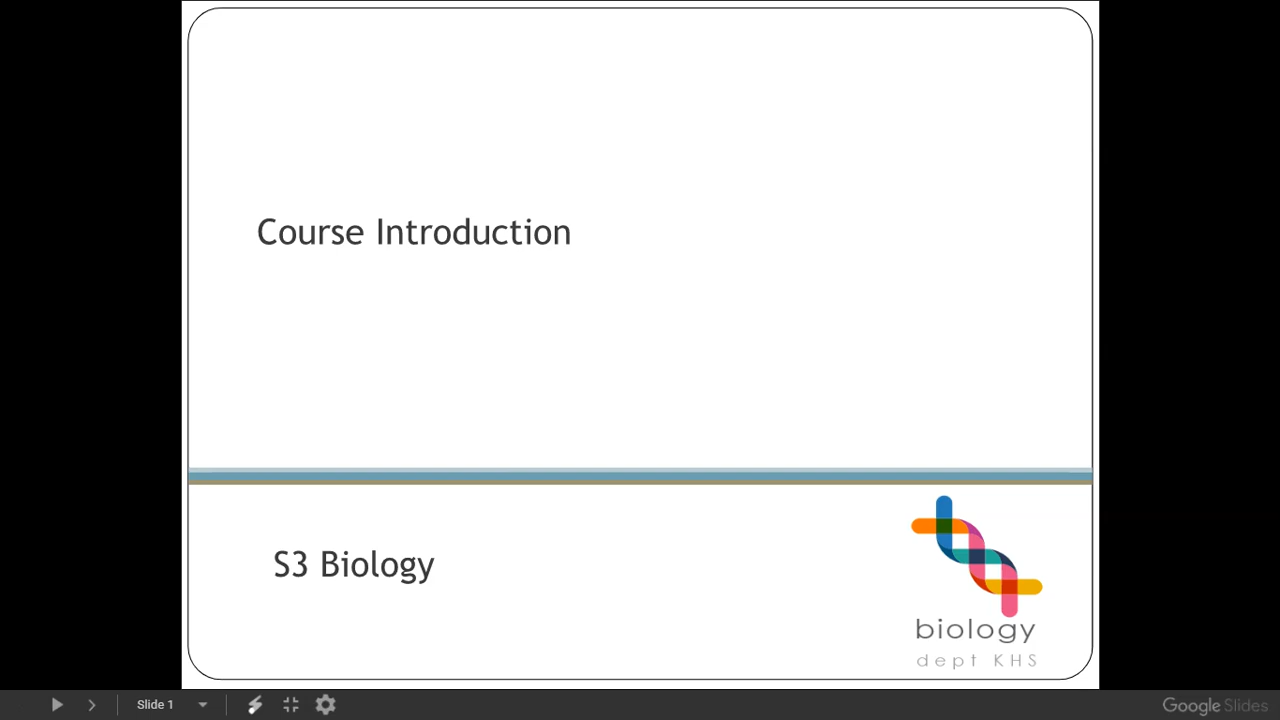 Course Introduction
S3 Biology
biology
dept KHS
Slide 1
Google Slides